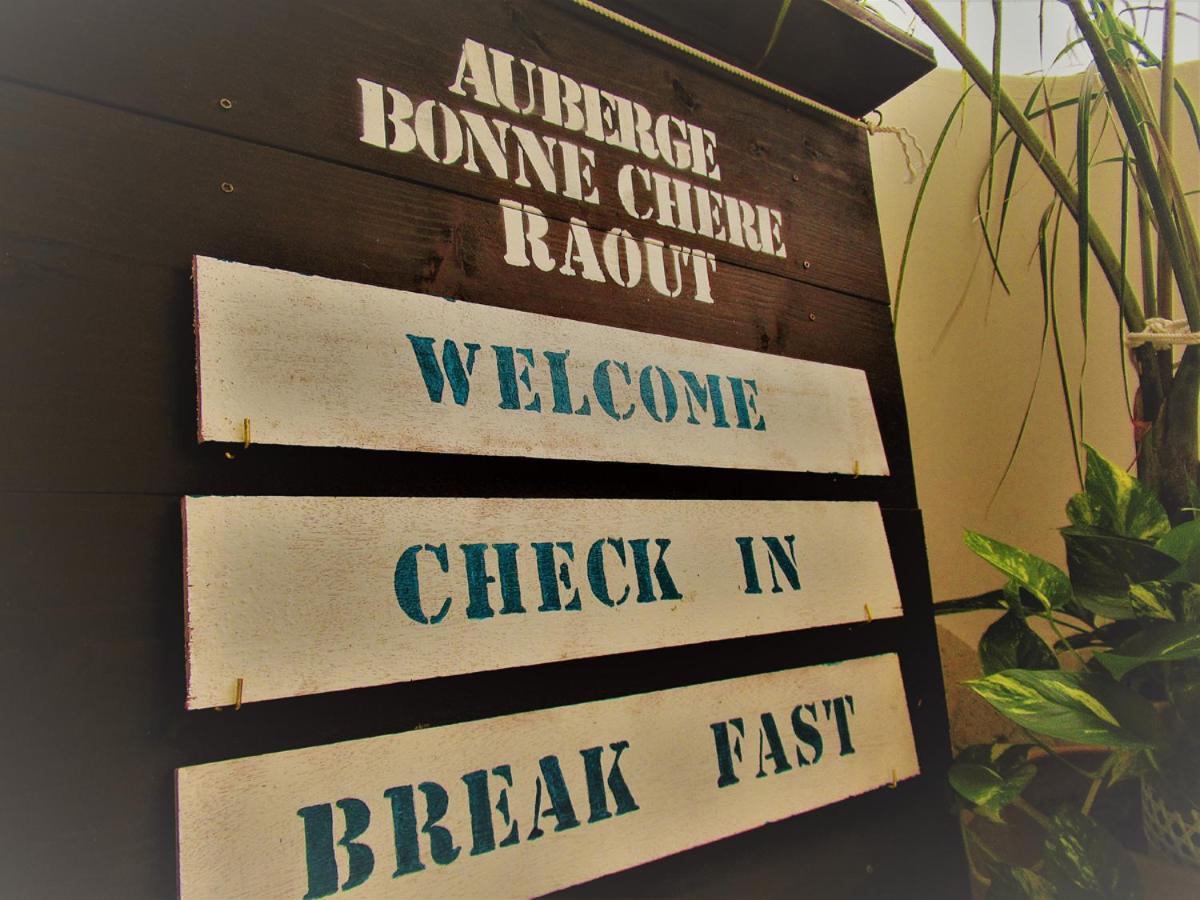 AUBERGE
BONNE CHERE
RAOUT
WELCOME
CHECK IN
BREAK FAST